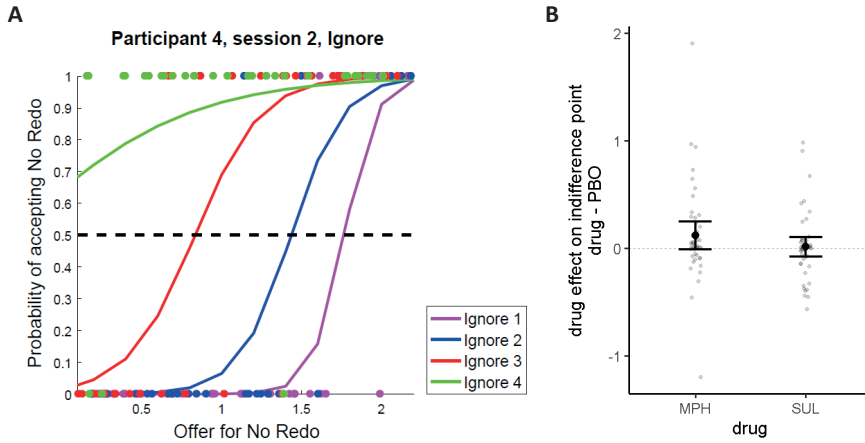 A
Participant 4, session 2, Ignore
Probability of accepting No Redo
1
0.9
0.8
0.7
0.6
0.5
0.4
0.3
0.2
0.1
0
0.5 1 1.5 2
Offer for No Redo
Ignore 1
Ignore 2
Ignore 3
Ignore 4
B
drug effect on indifference point
drug - PBO
2
1
0
-1
MPH SUL
drug